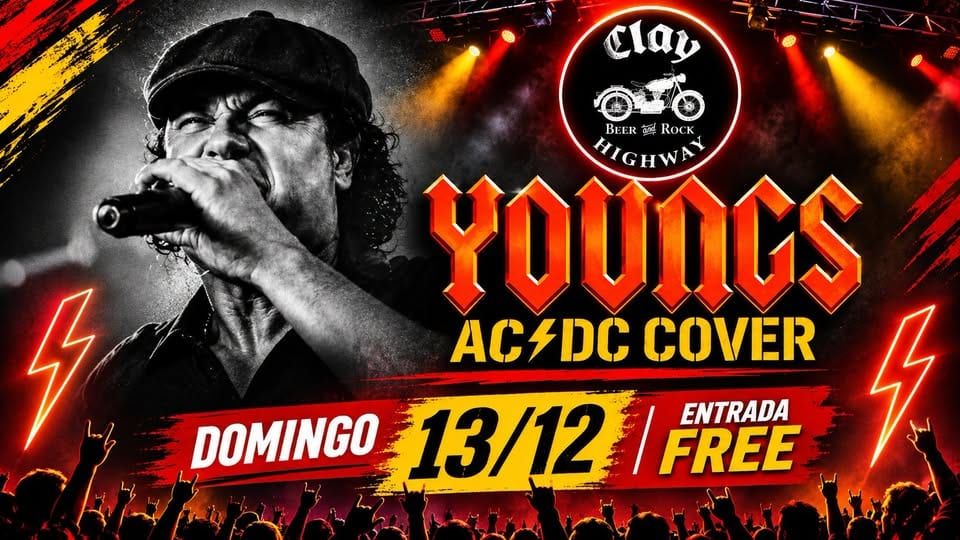 Clay
BEER and ROCK
HIGHWAY
YOUNGS
AC⚡DC COVER
DOMINGO
13/12
ENTRADA
FREE